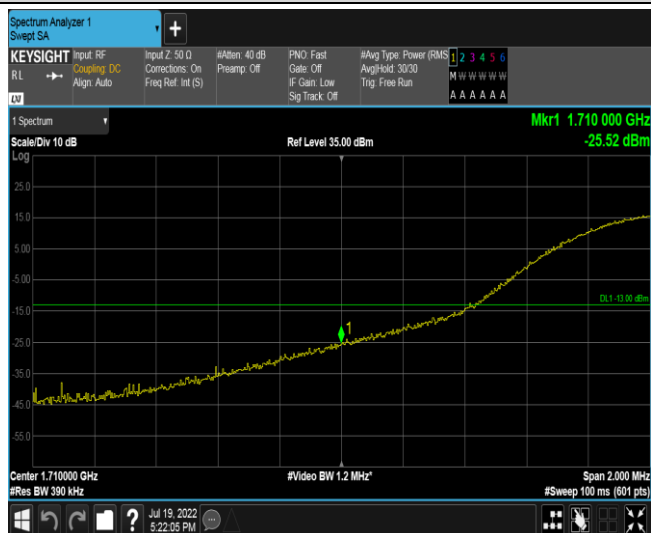 Spectrum Analyzer 1
Swept SA
+
KEYSIGHT Input: RF Input Z: 50 Ω #Atten: 40 dB PNO: Fast #Avg Type: Power (RMS 1 2 3 4 5 6
RL Coupling: DC Corrections: On Preamp: Off Gate: Off Avg|Hold: 30/30 M W W W W W
Align: Auto Freq Ref: Int (S) IF Gain: Low Trig: Free Run
Sig Track: Off A A A A A A
LXI
1 Spectrum Mkr1 1.710 000 GHz
Scale/Div 10 dB Ref Level 35.00 dBm -25.52 dBm
Log
25.0
15.0
5.00
-5.00
DL1 -13.00 dBm
-15.0
1
-25.0
-35.0
-45.0
-55.0
Center 1.710000 GHz #Video BW 1.2 MHz* Span 2.000 MHz
#Res BW 390 kHz #Sweep 100 ms (601 pts)
? Jul 19, 2022
5:22:05 PM